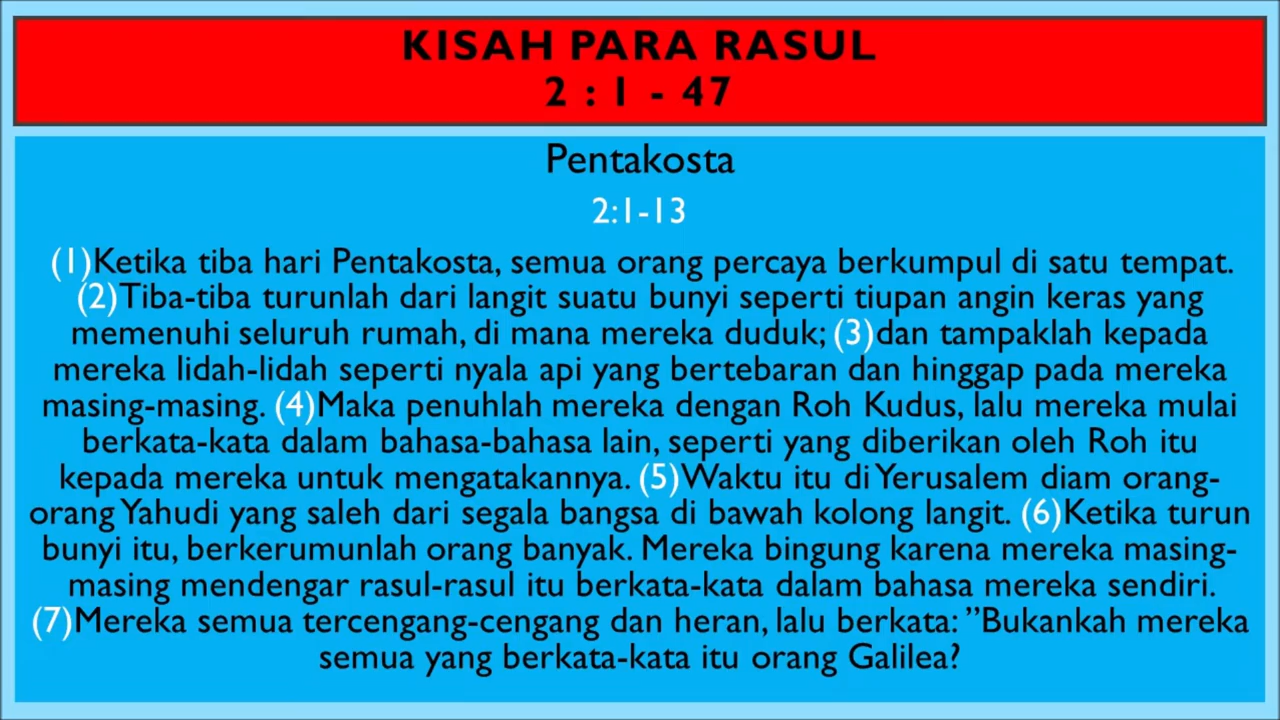 KISAH PARA RASUL
2 : 1 - 47
Pentakosta
2:1-13
(1)Ketika tiba hari Pentakosta, semua orang percaya berkumpul di satu tempat.
(2)Tiba-tiba turunlah dari langit suatu bunyi seperti tiupan angin keras yang
memenuhi seluruh rumah, di mana mereka duduk; (3)dan tampaklah kepada
mereka lidah-lidah seperti nyala api yang bertebaran dan hinggap pada mereka
masing-masing. (4)Maka penuhlah mereka dengan Roh Kudus, lalu mereka mulai
berkata-kata dalam bahasa-bahasa lain, seperti yang diberikan oleh Roh itu
kepada mereka untuk mengatakannya. (5)Waktu itu di Yerusalem diam orang-
orang Yahudi yang saleh dari segala bangsa di bawah kolong langit. (6)Ketika turun
bunyi itu, berkerumunlah orang banyak. Mereka bingung karena mereka masing-
masing mendengar rasul-rasul itu berkata-kata dalam bahasa mereka sendiri.
(7)Mereka semua tercengang-cengang dan heran, lalu berkata: ”Bukankah mereka
semua yang berkata-kata itu orang Galilea?